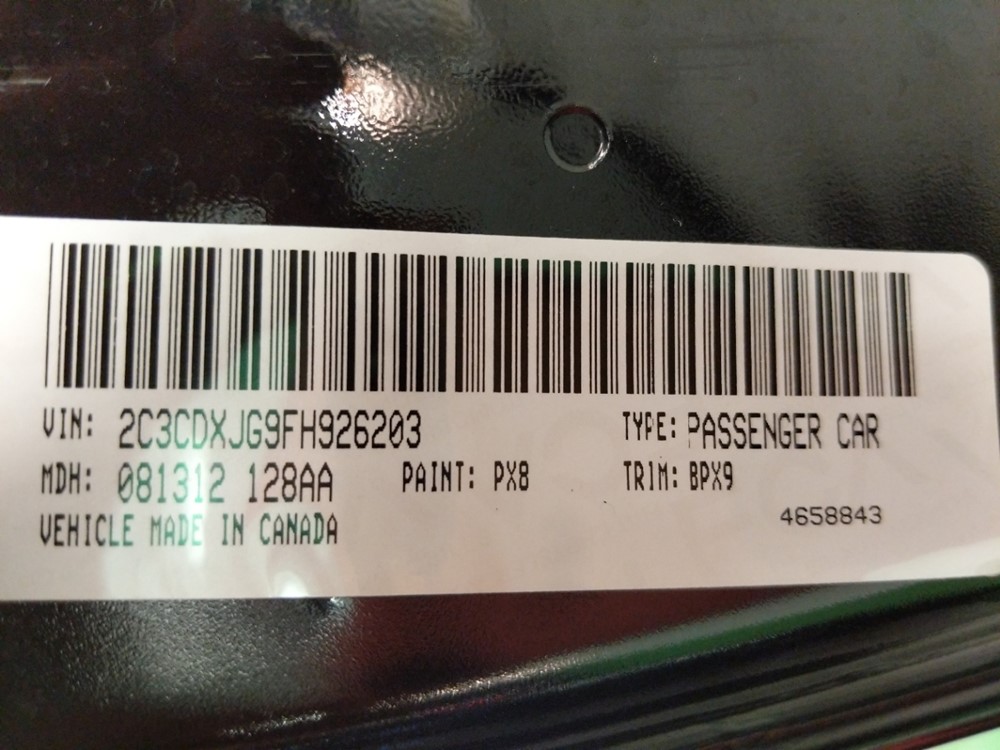 VIN: 2C3CDXJG9FH926203 TYPE: PASSENGER CAR
MDH: 081312 128AA PAINT: PX8 TRIM: BPX9
VEHICLE MADE IN CANADA 4658843